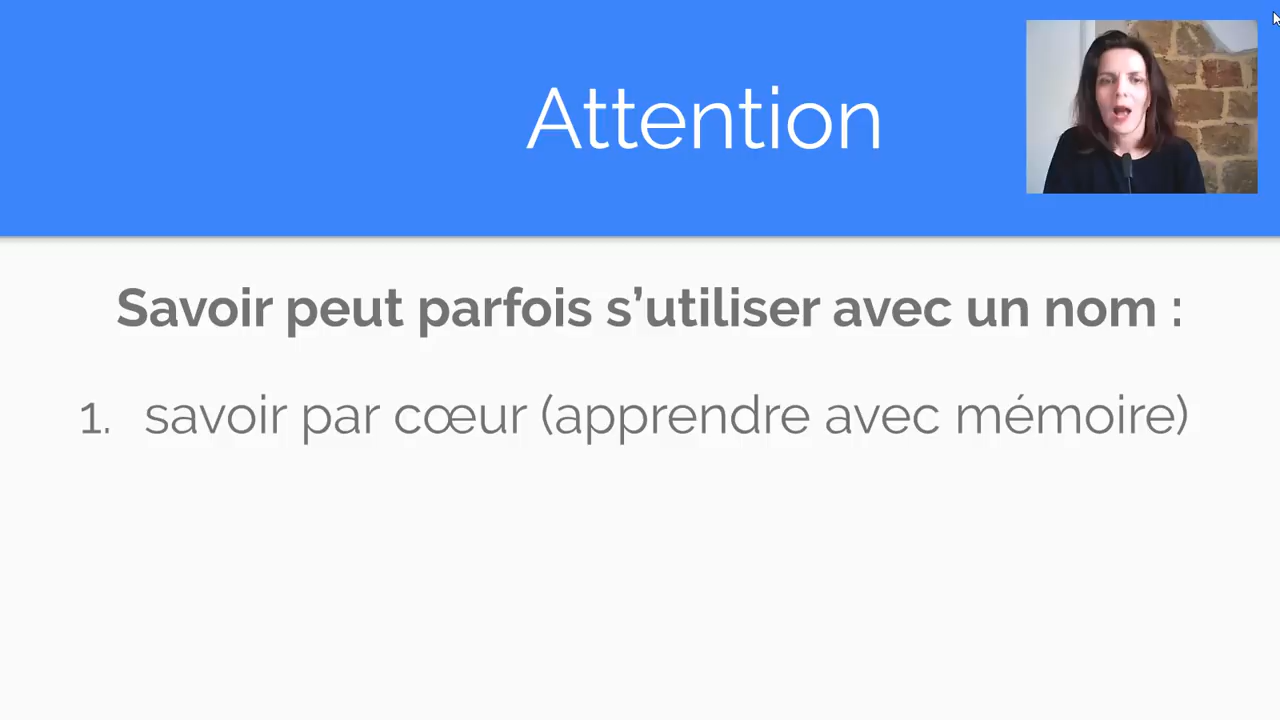 Attention
Savoir peut parfois s’utiliser avec un nom :
1. savoir par cœur (apprendre avec mémoire)